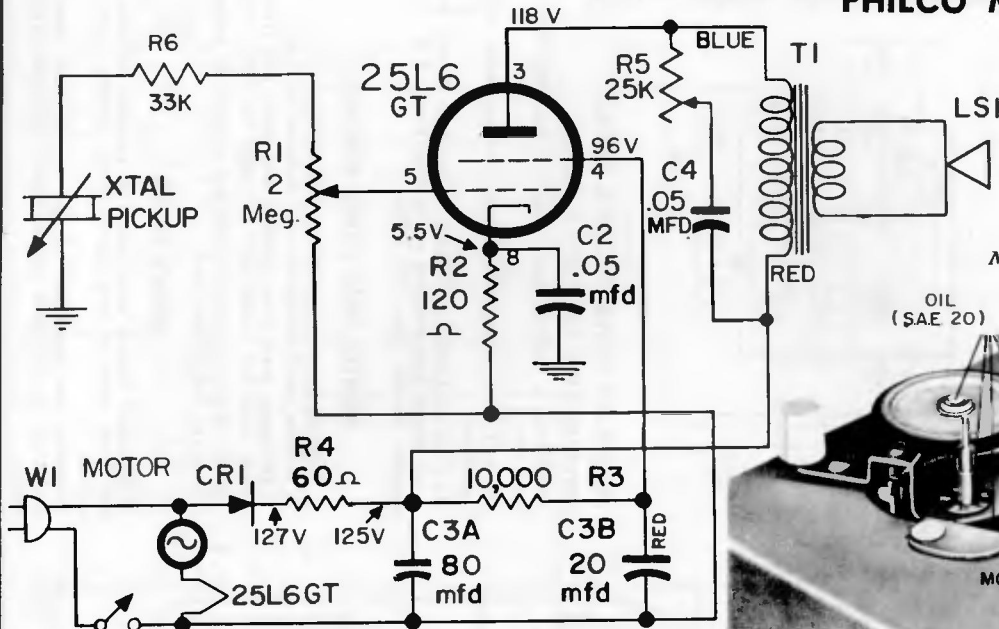 PHILCO
118 V
BLUE
T1
R6
33K
25L6
GT
3
R5
25K
LS1
R1
2
Meg.
5
96V
4
C4
.05
MFD
XTAL
PICKUP
5.5V
8
C2
.05
mfd
R2
120
Ω
RED
OIL
(S.A.E. 20)
W1
MOTOR
CR1
R4
60Ω
10,000
R3
127V
125V
C3A
80
mfd
C3B
20
mfd
RED
25L6GT